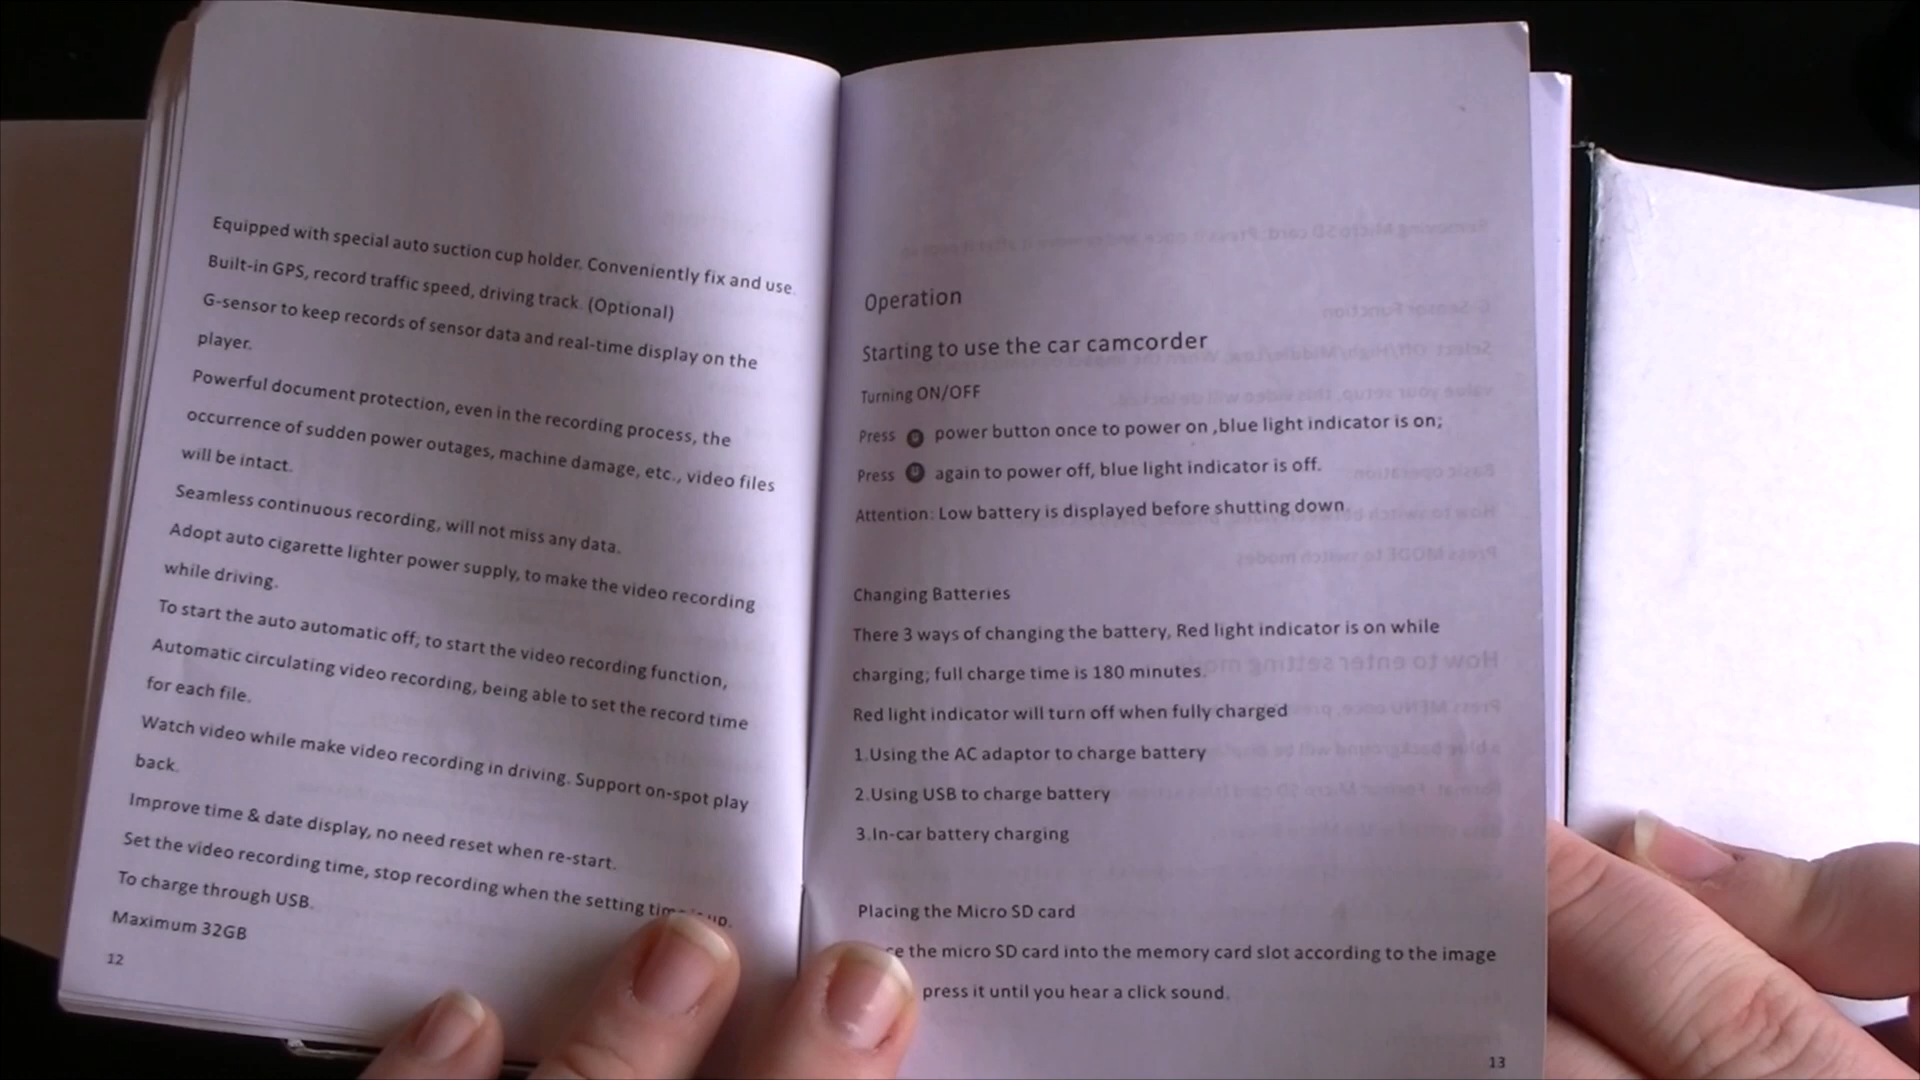 Equipped with special auto suction cup holder. Conveniently fix and use.
Built-in GPS, record traffic speed, driving track. (Optional)
G-sensor to keep records of sensor data and real-time display on the
player.
Powerful document protection, even in the recording process, the
occurrence of sudden power outages, machine damage, etc., video files
will be intact.
Seamless continuous recording, will not miss any data.
Adopt auto cigarette lighter power supply, to make the video recording
while driving.
To start the auto automatic off; to start the video recording function,
Automatic circulating video recording, being able to set the record time
for each file.
Watch video while make video recording in driving. Support on-spot play
back.
Improve time & date display, no need reset when re-start.
Set the video recording time, stop recording when the setting up.
To charge through USB.
Maximum 32GB
12
Operation
Starting to use the car camcorder
Turning ON/OFF
Press power button once to power on ,blue light indicator is on;
Press again to power off, blue light indicator is off.
Attention: Low battery is displayed before shutting down
Changing Batteries
There 3 ways of changing the battery, Red light indicator is on while
charging; full charge time is 180 minutes.
Red light indicator will turn off when fully charged
1.Using the AC adaptor to charge battery
2.Using USB to charge battery
3.In-car battery charging
Placing the Micro SD card
the micro SD card into the memory card slot according to the image
press it until you hear a click sound.
13